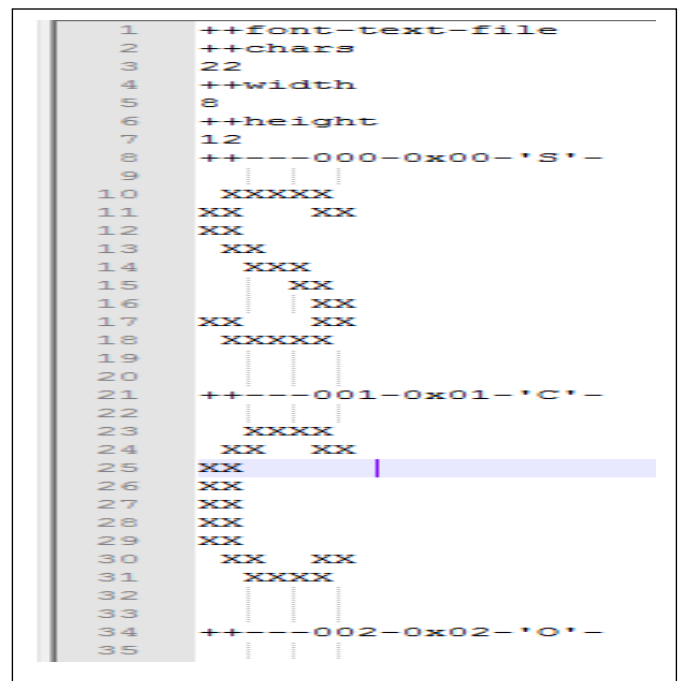 1 ++font-text-file
2 ++chars
3 22
4 ++width
5 8
6 ++height
7 12
8 ++---000-0x00-'S'-
9
10  XXXXX
11 XX   XX
12 XX
13  XX
14   XXX
15     XX
16      XX
17 XX   XX
18  XXXXX
19
20
21 ++---001-0x01-'C'-
22
23   XXXX
24  XX  XX
25 XX
26 XX
27 XX
28 XX
29 XX
30  XX  XX
31   XXXX
32
33
34 ++---002-0x02-'O'-
35